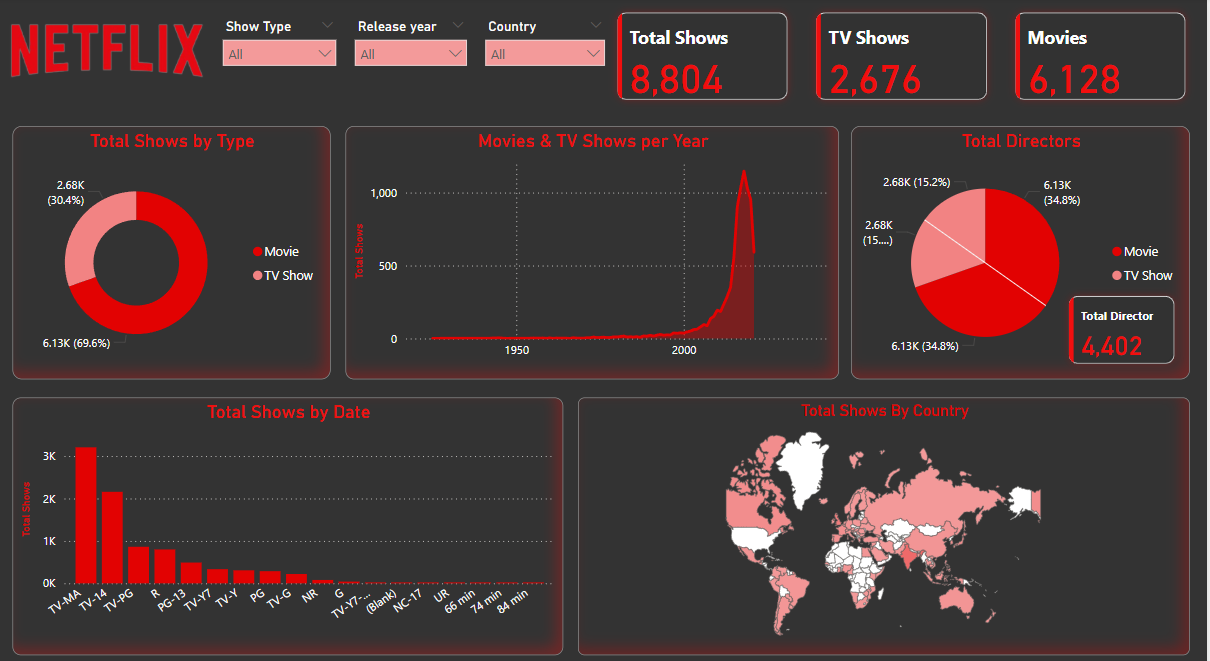 NETFLIX
Show Type
All
Release year
All
Country
All
Total Shows
8,804
TV Shows
2,676
Movies
6,128
Total Shows by Type
2.68K
(30.4%)
6.13K (69.6%)
Movie
TV Show
Movies & TV Shows per Year
Total Shows
1,000
500
0
1950
2000
Total Directors
2.68K (15.2%)
6.13K
(34.8%)
2.68K
(15....)
6.13K (34.8%)
Movie
TV Show
Total Director
4,402
Total Shows by Date
Total Shows
3K
2K
1K
0K
TV-MA
TV-14
TV-PG
R
PG-13
TV-Y7
TV-Y
PG
TV-G
NR
G
TV-Y7-...
(Blank)
NC-17
UR
66 min
74 min
84 min
Total Shows By Country